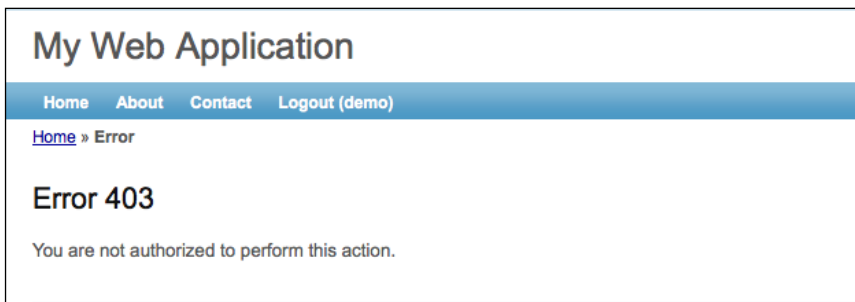 My Web Application
Home About Contact Logout (demo)
Home » Error
Error 403
You are not authorized to perform this action.